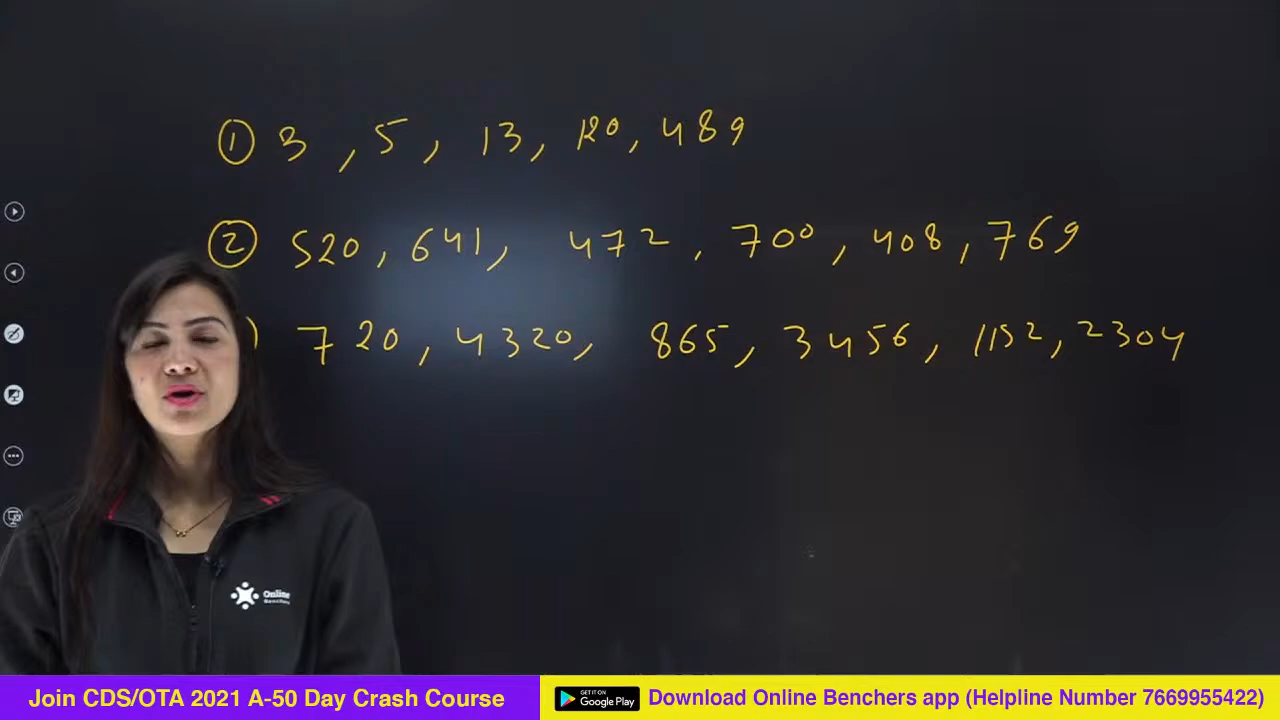 ① 3, 5, 13, 120, 489
② 520, 641, 472, 700, 408, 769
) 720, 4320, 865, 3456, 1152, 2304
Online
Benchers
Join CDS/OTA 2021 A-50 Day Crash Course
GET IT ON
Google Play
Download Online Benchers app (Helpline Number 7669955422)